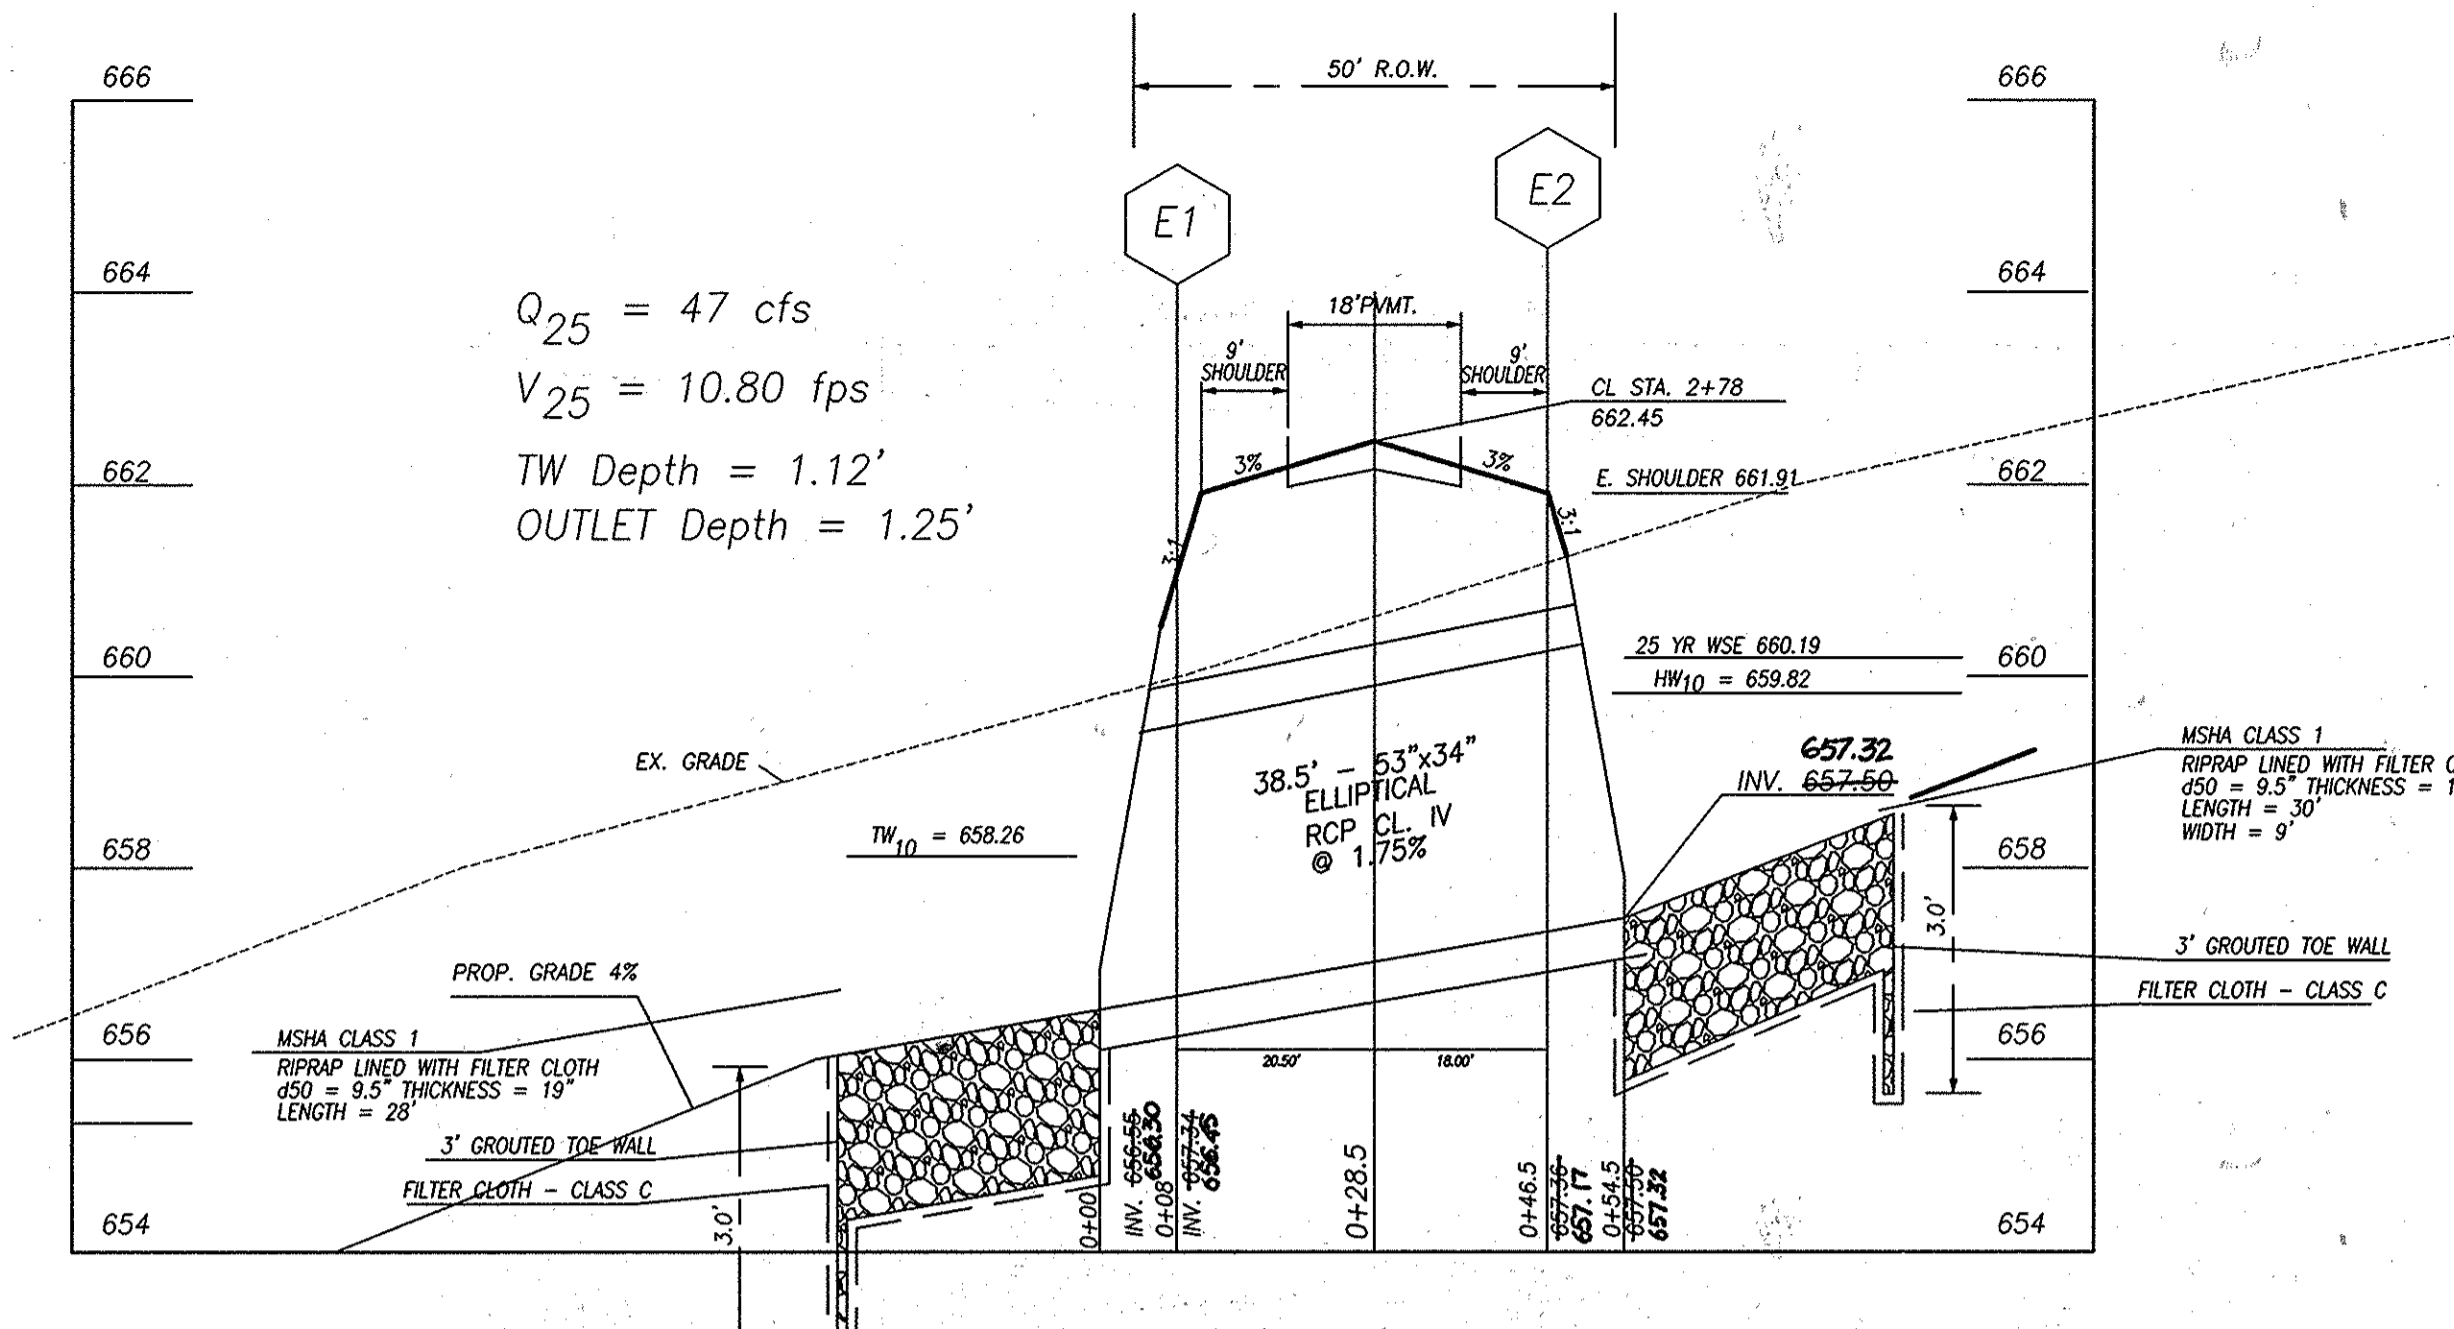 50' R.O.W.
666
666
E1
E2
664
664
Q25 = 47 cfs
V25 = 10.80 fps
TW Depth = 1.12'
OUTLET Depth = 1.25'
18'PVMT.
9'
SHOULDER
9'
SHOULDER
CL STA. 2+78
662.45
3%
3%
E. SHOULDER 661.91
662
662
3:1
3:1
25 YR WSE 660.19
HW10 = 659.82
660
660
EX. GRADE
38.5' - 53"x34"
ELLIPTICAL
RCP CL. IV
@ 1.75%
657.32
INV. 657.50
MSHA CLASS 1
RIPRAP LINED WITH FILTER
d50 = 9.5" THICKNESS = 1
LENGTH = 30'
WIDTH = 9'
TW10 = 658.26
658
658
3.0'
3' GROUTED TOE WALL
FILTER CLOTH - CLASS C
PROP. GRADE 4%
656
656
MSHA CLASS 1
RIPRAP LINED WITH FILTER CLOTH
d50 = 9.5" THICKNESS = 19"
LENGTH = 28'
20.50'
18.00'
3' GROUTED TOE WALL
FILTER CLOTH - CLASS C
3.0'
654
654
0+00
INV. 656.55
656.30
0+08
INV. 657.34
656.45
0+28.5
0+46.5
657.36
657.17
0+54.5
657.50
657.32